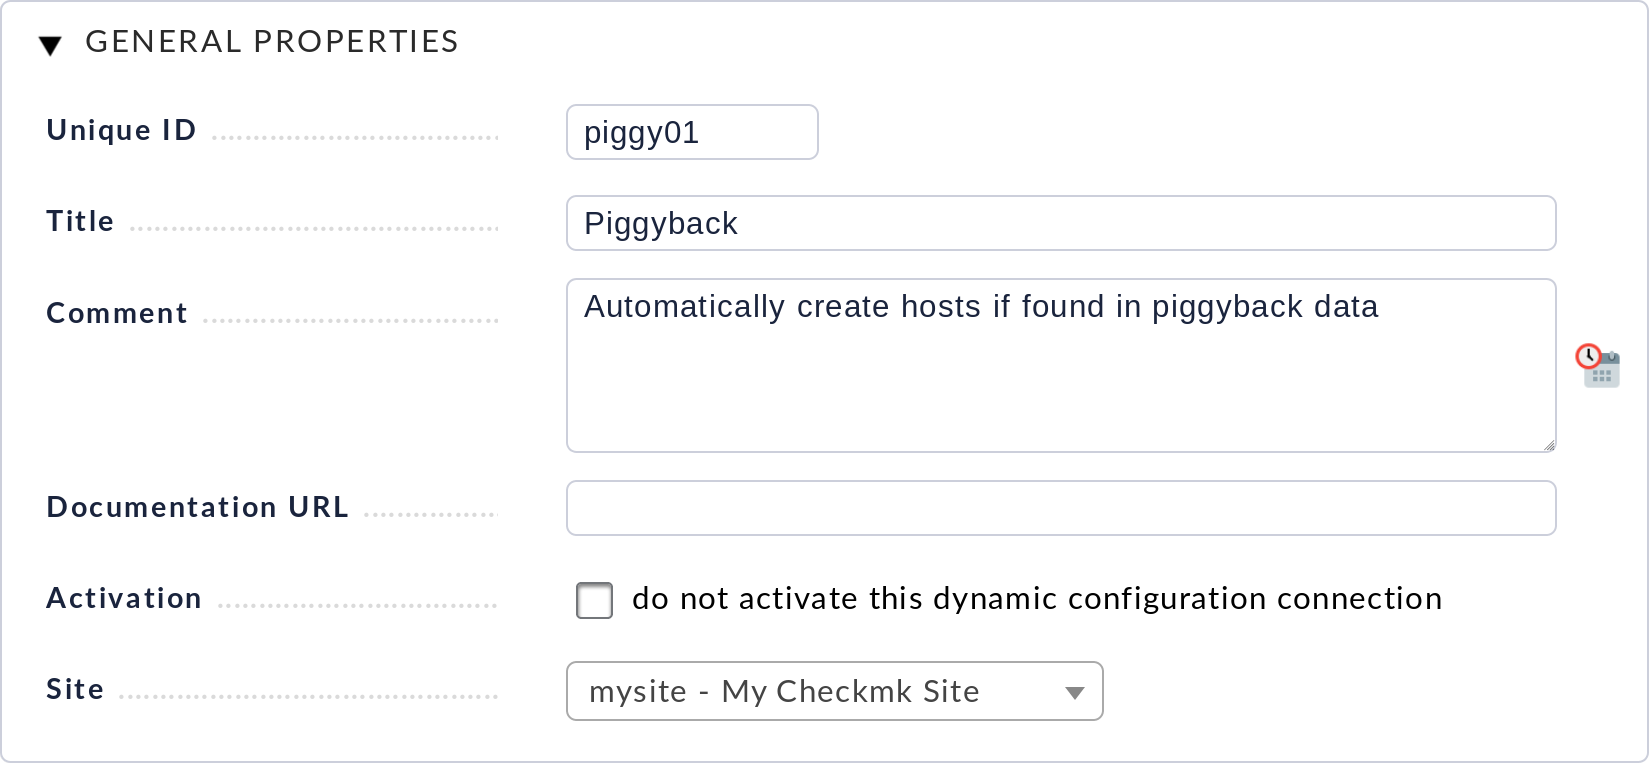 GENERAL PROPERTIES
Unique ID piggy01
Title Piggyback
Comment Automatically create hosts if found in piggyback data
Documentation URL
Activation do not activate this dynamic configuration connection
Site mysite - My Checkmk Site